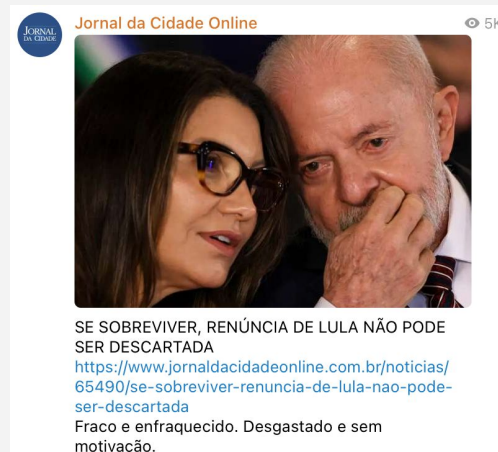 JORNAL
DA CIDADE
Jornal da Cidade Online
5K
SE SOBREVIVER, RENÚNCIA DE LULA NÃO PODE
SER DESCARTADA
https://www.jornaldacidadeonline.com.br/noticias/
65490/se-sobreviver-renuncia-de-lula-nao-pode-
ser-descartada
Fraco e enfraquecido. Desgastado e sem
motivação.